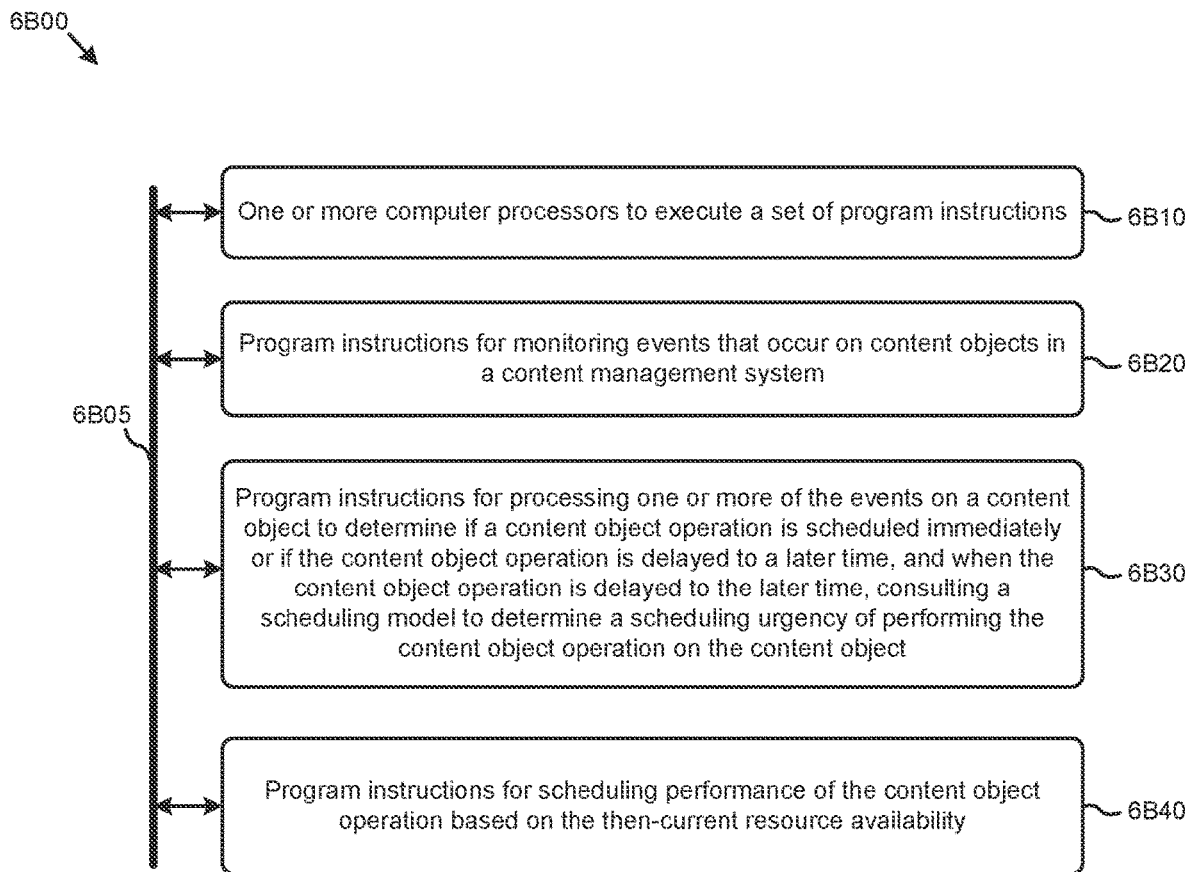 6B00
One or more computer processors to execute a set of program instructions
6B10
Program instructions for monitoring events that occur on content objects in
a content management system
6B20
6B05
Program instructions for processing one or more of the events on a content
object to determine if a content object operation is scheduled immediately
or if the content object operation is delayed to a later time, and when the
content object operation is delayed to the later time, consulting a
scheduling model to determine a scheduling urgency of performing the
content object operation on the content object
6B30
Program instructions for scheduling performance of the content object
operation based on the then-current resource availability
6B40